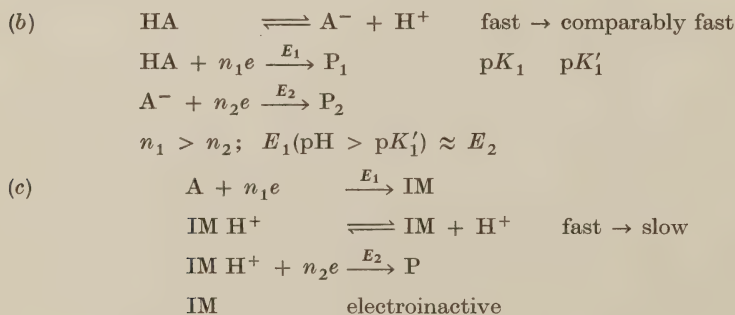 (b) HA ⇌ A⁻ + H⁺ fast → comparably fast
HA + n₁e —E₁→ P₁ pK₁ pK′₁
A⁻ + n₂e —E₂→ P₂
n₁ > n₂; E₁(pH > pK′₁) ≈ E₂
(c) A + n₁e —E₁→ IM
IM H⁺ ⇌ IM + H⁺ fast → slow
IM H⁺ + n₂e —E₂→ P
IM electroinactive